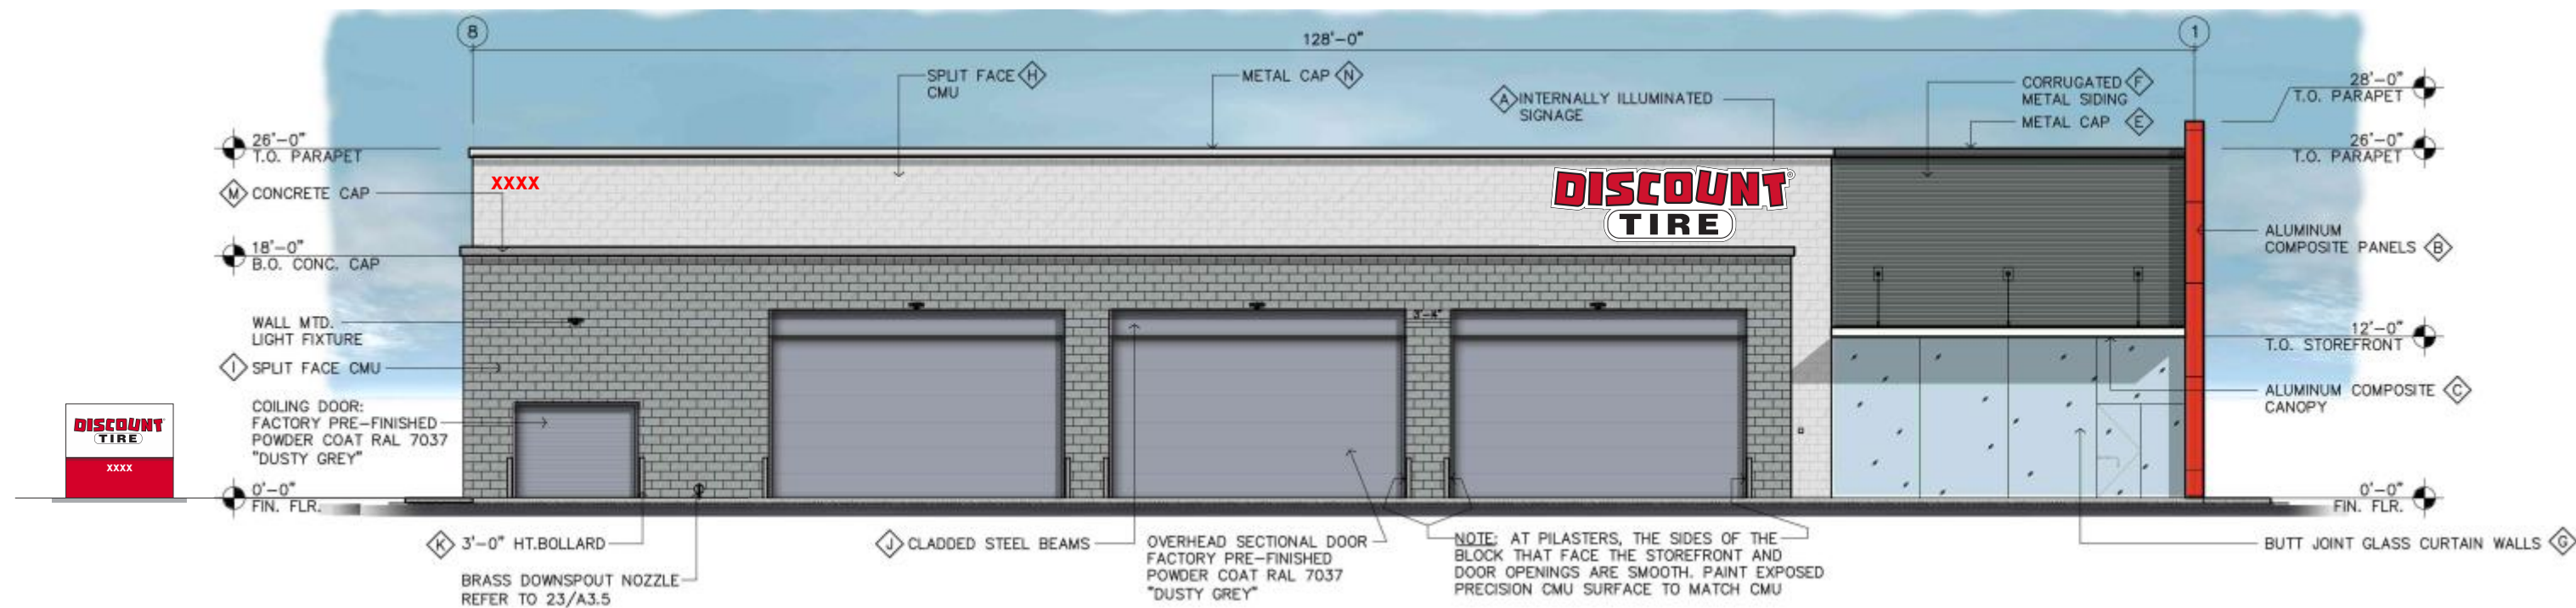 8
128'-0"
1
SPLIT FACE H
CMU
METAL CAP N
A INTERNALLY ILLUMINATED
SIGNAGE
CORRUGATED F
METAL SIDING
METAL CAP E
28'-0"
T.O. PARAPET
26'-0"
T.O. PARAPET
26'-0"
T.O. PARAPET
M CONCRETE CAP
XXXX
DISCOUNT®
TIRE
18'-0"
B.O. CONC. CAP
ALUMINUM
COMPOSITE PANELS B
WALL MTD.
LIGHT FIXTURE
3'-4"
12'-0"
T.O. STOREFRONT
I SPLIT FACE CMU
ALUMINUM COMPOSITE C
CANOPY
COILING DOOR:
FACTORY PRE-FINISHED
POWDER COAT RAL 7037
"DUSTY GREY"
DISCOUNT
TIRE
XXXX
0'-0"
FIN. FLR.
0'-0"
FIN. FLR.
K 3'-0" HT.BOLLARD
BRASS DOWNSPOUT NOZZLE
REFER TO 23/A3.5
J CLADDED STEEL BEAMS
OVERHEAD SECTIONAL DOOR
FACTORY PRE-FINISHED
POWDER COAT RAL 7037
"DUSTY GREY"
NOTE: AT PILASTERS, THE SIDES OF THE
BLOCK THAT FACE THE STOREFRONT AND
DOOR OPENINGS ARE SMOOTH. PAINT EXPOSED
PRECISION CMU SURFACE TO MATCH CMU
BUTT JOINT GLASS CURTAIN WALLS G